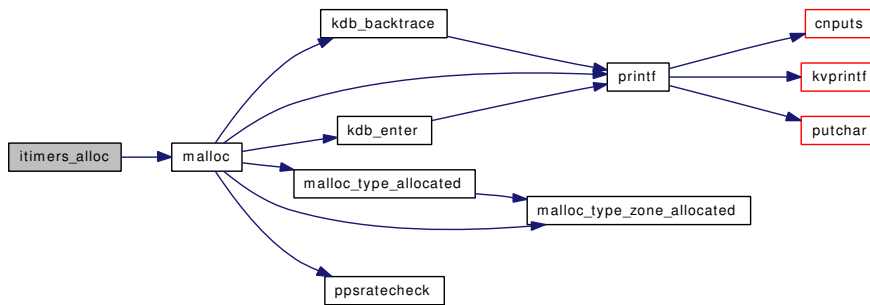 itimers_alloc
malloc
kdb_backtrace
kdb_enter
malloc_type_allocated
ppsratecheck
printf
malloc_type_zone_allocated
cnputs
kvprintf
putchar